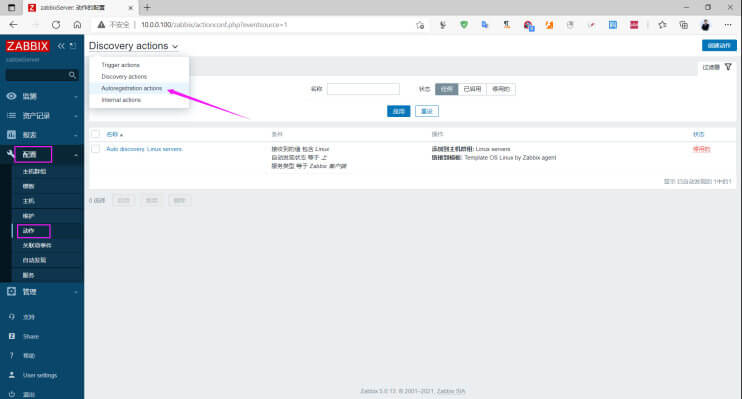 zabbixServer: 动作的配置
不安全
10.0.0.100/zabbix/actionconf.php?eventsource=1
ZABBIX
zabbixServer
监测
资产记录
报表
配置
主机群组
模板
主机
维护
动作
关联项事件
自动发现
服务
管理
支持
Share
帮助
User settings
退出
Discovery actions
创建动作
过滤器
Trigger actions
Discovery actions
Autoregistration actions
Internal actions
名称
状态 任何 已启用 停用的
应用 重设
名称 条件 操作 状态
Auto discovery. Linux servers.
接收到的值 包含 Linux
自动发现状态 等于 上
服务类型 等于 Zabbix 客户端
添加到主机群组: Linux servers
链接到模板: Template OS Linux by Zabbix agent
停用的
显示 已自动发现的 1中的1
0 选择 启用 禁用 删除
Zabbix 5.0.13. © 2001–2021, Zabbix SIA